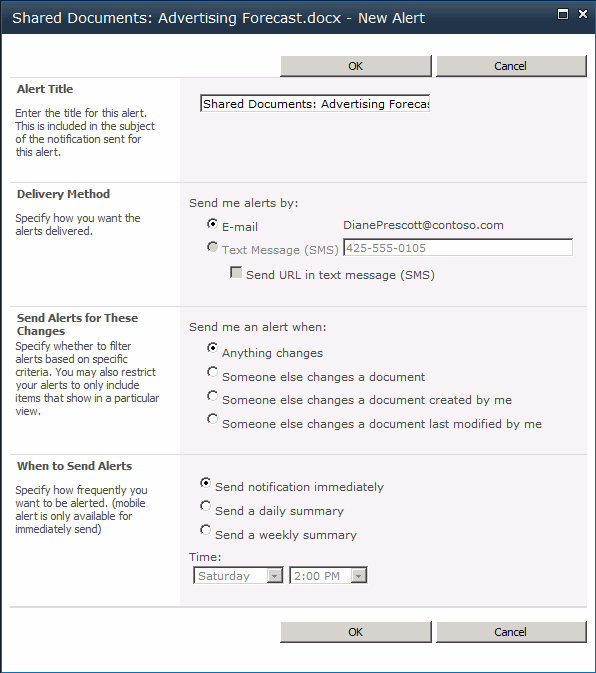 Shared Documents: Advertising Forecast.docx - New Alert
OK Cancel
Alert Title
Enter the title for this alert.
This is included in the subject
of the notification sent for
this alert.
Shared Documents: Advertising Forecas
Delivery Method
Specify how you want the
alerts delivered.
Send me alerts by:
E-mail DianePrescott@contoso.com
Text Message (SMS) 425-555-0105
Send URL in text message (SMS)
Send Alerts for These
Changes
Specify whether to filter
alerts based on specific
criteria. You may also restrict
your alerts to only include
items that show in a particular
view.
Send me an alert when:
Anything changes
Someone else changes a document
Someone else changes a document created by me
Someone else changes a document last modified by me
When to Send Alerts
Specify how frequently you
want to be alerted. (mobile
alert is only available for
immediately send)
Send notification immediately
Send a daily summary
Send a weekly summary
Time:
Saturday 2:00 PM
OK Cancel